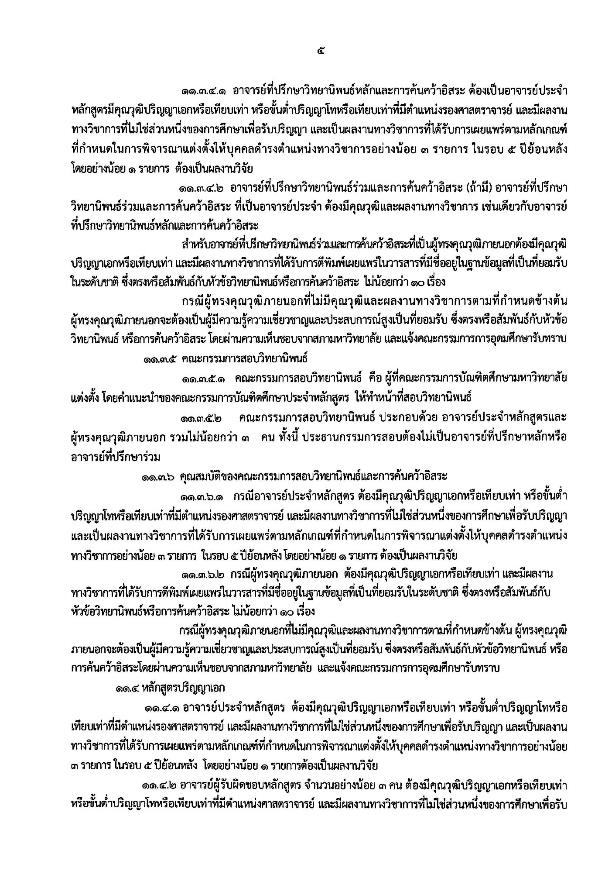 ๕
๑๑.๓.๔.๑ อาจารย์ที่ปรึกษาวิทยานิพนธ์หลักและการค้นคว้าอิสระ ต้องเป็นอาจารย์ประจำ
หลักสูตรมีคุณวุฒิปริญญาเอกหรือเทียบเท่า หรือขั้นต่ำปริญญาโทหรือเทียบเท่าที่มีตำแหน่งรองศาสตราจารย์ และมีผลงาน
ทางวิชาการที่ไม่ใช่ส่วนหนึ่งของการศึกษาเพื่อรับปริญญา และเป็นผลงานทางวิชาการที่ได้รับการเผยแพร่ตามหลักเกณฑ์
ที่กำหนดในการพิจารณาแต่งตั้งให้บุคคลดำรงตำแหน่งทางวิชาการอย่างน้อย ๓ รายการ ในรอบ ๕ ปีย้อนหลัง
โดยอย่างน้อย ๑ รายการ ต้องเป็นผลงานวิจัย
๑๑.๓.๔.๒ อาจารย์ที่ปรึกษาวิทยานิพนธ์ร่วมและการค้นคว้าอิสระ (ถ้ามี) อาจารย์ที่ปรึกษา
วิทยานิพนธ์ร่วมและการค้นคว้าอิสระ ที่เป็นอาจารย์ประจำ ต้องมีคุณวุฒิและผลงานทางวิชาการ เช่นเดียวกับอาจารย์
ที่ปรึกษาวิทยานิพนธ์หลักและการค้นคว้าอิสระ
สำหรับอาจารย์ที่ปรึกษาวิทยานิพนธ์ร่วมและการค้นคว้าอิสระที่เป็นผู้ทรงคุณวุฒิภายนอกต้องมีคุณวุฒิ
ปริญญาเอกหรือเทียบเท่า และมีผลงานทางวิชาการที่ได้รับการตีพิมพ์เผยแพร่ในวารสารที่มีชื่ออยู่ในฐานข้อมูลที่เป็นที่ยอมรับ
ในระดับชาติ ซึ่งตรงหรือสัมพันธ์กับหัวข้อวิทยานิพนธ์หรือการค้นคว้าอิสระ ไม่น้อยกว่า ๑๐ เรื่อง
กรณีผู้ทรงคุณวุฒิภายนอกที่ไม่มีคุณวุฒิและผลงานทางวิชาการตามที่กำหนดข้างต้น
ผู้ทรงคุณวุฒิภายนอกจะต้องเป็นผู้มีความรู้ความเชี่ยวชาญและประสบการณ์สูงเป็นที่ยอมรับ ซึ่งตรงหรือสัมพันธ์กับหัวข้อ
วิทยานิพนธ์ หรือการค้นคว้าอิสระ โดยผ่านความเห็นชอบจากสภามหาวิทยาลัย และแจ้งคณะกรรมการการอุดมศึกษารับทราบ
๑๑.๓.๕ คณะกรรมการสอบวิทยานิพนธ์
๑๑.๓.๕.๑ คณะกรรมการสอบวิทยานิพนธ์ คือ ผู้ที่คณะกรรมการบัณฑิตศึกษามหาวิทยาลัย
แต่งตั้ง โดยคำแนะนำของคณะกรรมการบัณฑิตศึกษาประจำหลักสูตร ให้ทำหน้าที่สอบวิทยานิพนธ์
๑๑.๓.๕.๒ คณะกรรมการสอบวิทยานิพนธ์ ประกอบด้วย อาจารย์ประจำหลักสูตรและ
ผู้ทรงคุณวุฒิภายนอก รวมไม่น้อยกว่า ๓ คน ทั้งนี้ ประธานกรรมการสอบต้องไม่เป็นอาจารย์ที่ปรึกษาหลักหรือ
อาจารย์ที่ปรึกษาร่วม
๑๑.๓.๖ คุณสมบัติของคณะกรรมการสอบวิทยานิพนธ์และการค้นคว้าอิสระ
๑๑.๓.๖.๑ กรณีอาจารย์ประจำหลักสูตร ต้องมีคุณวุฒิปริญญาเอกหรือเทียบเท่า หรือขั้นต่ำ
ปริญญาโทหรือเทียบเท่าที่มีตำแหน่งรองศาสตราจารย์ และมีผลงานทางวิชาการที่ไม่ใช่ส่วนหนึ่งของการศึกษาเพื่อรับปริญญา
และเป็นผลงานทางวิชาการที่ได้รับการเผยแพร่ตามหลักเกณฑ์ที่กำหนดในการพิจารณาแต่งตั้งให้บุคคลดำรงตำแหน่ง
ทางวิชาการอย่างน้อย ๓ รายการ ในรอบ ๕ ปีย้อนหลัง โดยอย่างน้อย ๑ รายการ ต้องเป็นผลงานวิจัย
๑๑.๓.๖.๒ กรณีผู้ทรงคุณวุฒิภายนอก ต้องมีคุณวุฒิปริญญาเอกหรือเทียบเท่า และมีผลงาน
ทางวิชาการที่ได้รับการตีพิมพ์เผยแพร่ในวารสารที่มีชื่ออยู่ในฐานข้อมูลที่เป็นที่ยอมรับในระดับชาติ ซึ่งตรงหรือสัมพันธ์กับ
หัวข้อวิทยานิพนธ์หรือการค้นคว้าอิสระ ไม่น้อยกว่า ๑๐ เรื่อง
กรณีผู้ทรงคุณวุฒิภายนอกที่ไม่มีคุณวุฒิและผลงานทางวิชาการตามที่กำหนดข้างต้น ผู้ทรงคุณวุฒิ
ภายนอกจะต้องเป็นผู้มีความรู้ความเชี่ยวชาญและประสบการณ์สูงเป็นที่ยอมรับ ซึ่งตรงหรือสัมพันธ์กับหัวข้อวิทยานิพนธ์ หรือ
การค้นคว้าอิสระโดยผ่านความเห็นชอบจากสภามหาวิทยาลัย และแจ้งคณะกรรมการการอุดมศึกษารับทราบ
๑๑.๔ หลักสูตรปริญญาเอก
๑๑.๔.๑ อาจารย์ประจำหลักสูตร ต้องมีคุณวุฒิปริญญาเอกหรือเทียบเท่า หรือขั้นต่ำปริญญาโทหรือ
เทียบเท่าที่มีตำแหน่งรองศาสตราจารย์ และมีผลงานทางวิชาการที่ไม่ใช่ส่วนหนึ่งของการศึกษาเพื่อรับปริญญา และเป็นผลงาน
ทางวิชาการที่ได้รับการเผยแพร่ตามหลักเกณฑ์ที่กำหนดในการพิจารณาแต่งตั้งให้บุคคลดำรงตำแหน่งทางวิชาการอย่างน้อย
๓ รายการ ในรอบ ๕ ปีย้อนหลัง โดยอย่างน้อย ๑ รายการต้องเป็นผลงานวิจัย
๑๑.๔.๒ อาจารย์ผู้รับผิดชอบหลักสูตร จำนวนอย่างน้อย ๓ คน ต้องมีคุณวุฒิปริญญาเอกหรือเทียบเท่า
หรือขั้นต่ำปริญญาโทหรือเทียบเท่าที่มีตำแหน่งศาสตราจารย์ และมีผลงานทางวิชาการที่ไม่ใช่ส่วนหนึ่งของการศึกษาเพื่อรับ